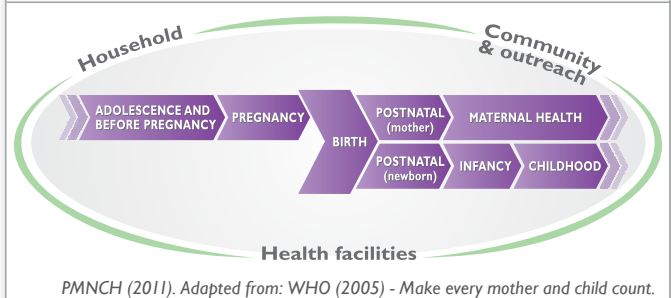 Household
Community
& outreach
ADOLESCENCE AND
BEFORE PREGNANCY
PREGNANCY
BIRTH
POSTNATAL
(mother)
MATERNAL HEALTH
POSTNATAL
(newborn)
INFANCY
CHILDHOOD
Health facilities
PMNCH (2011). Adapted from: WHO (2005) - Make every mother and child count.